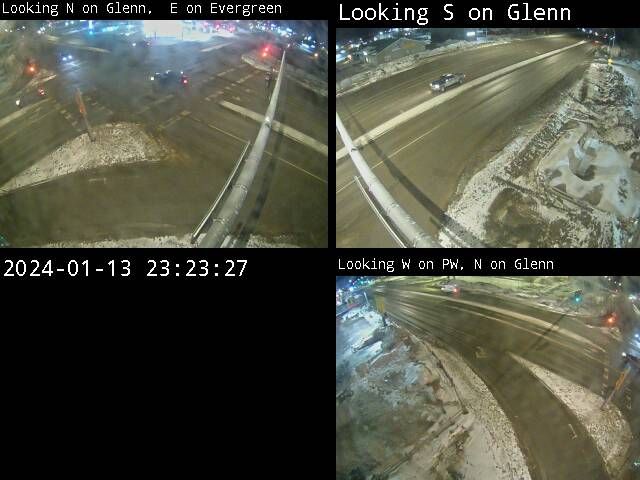 Looking N on Glenn,  E on Evergreen
Looking S on Glenn
2024-01-13 23:23:27
Looking W on PW, N on Glenn